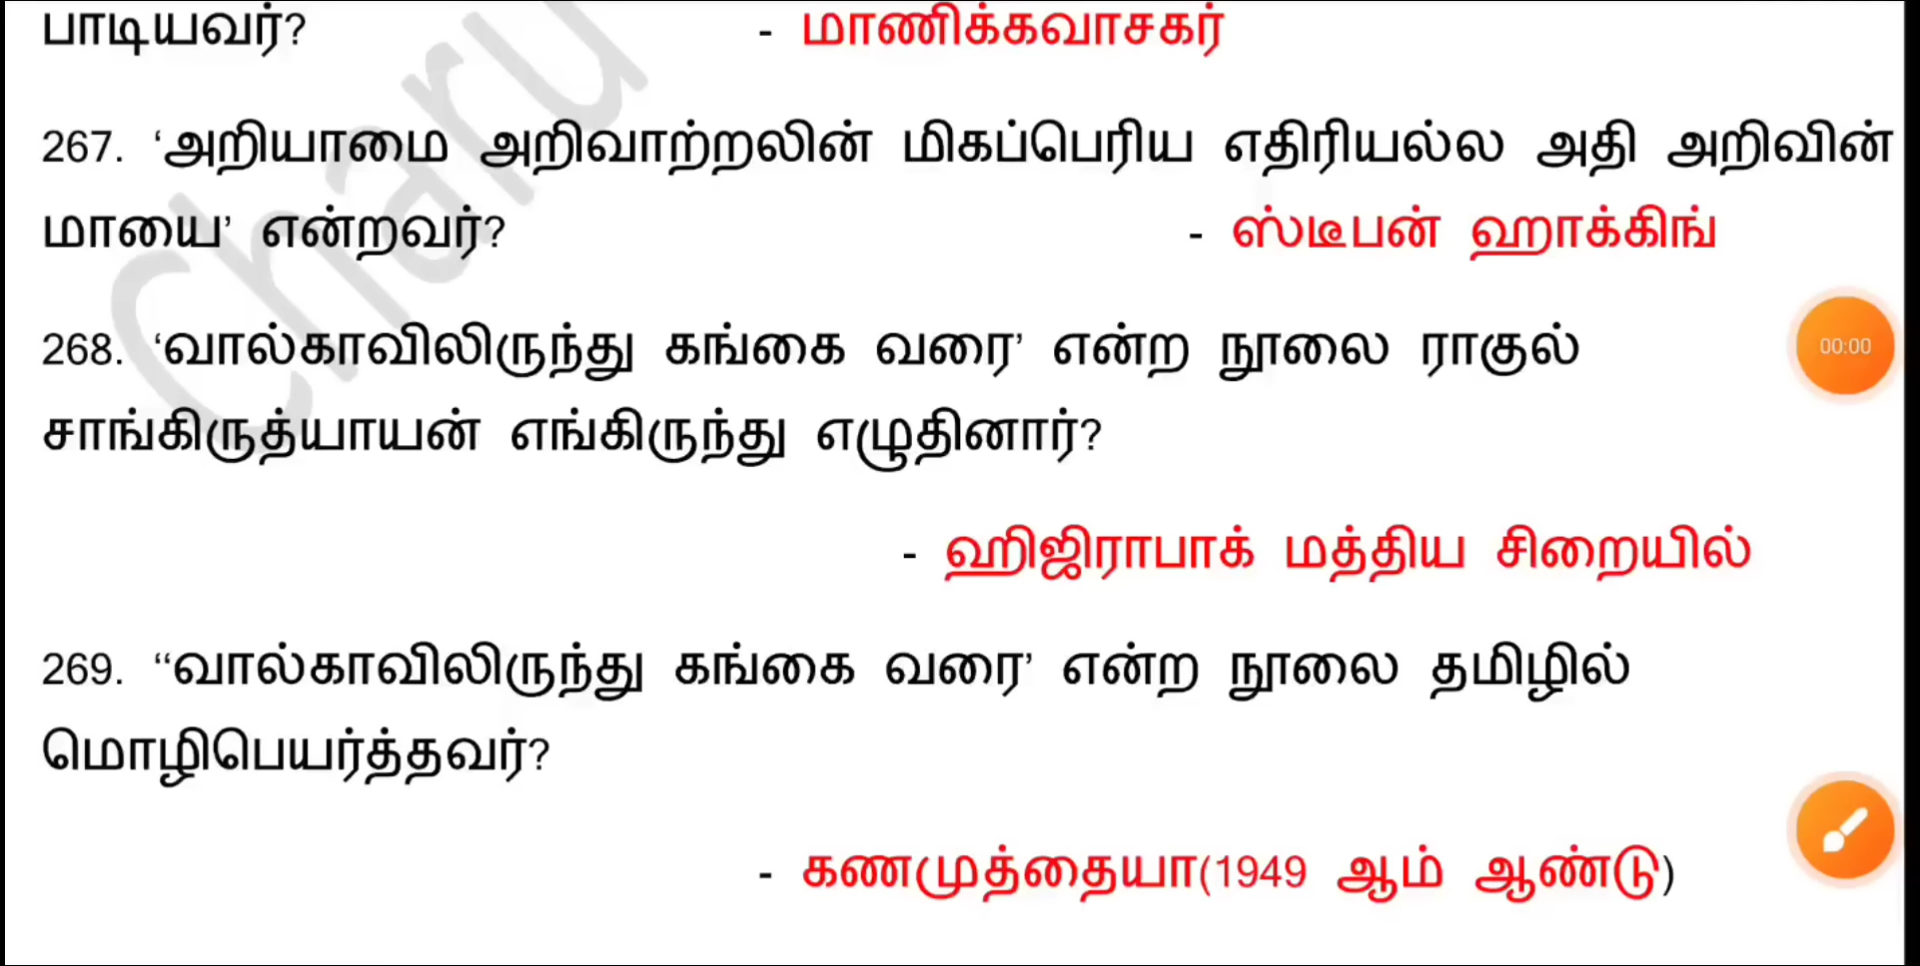 பாடியவர்? - மாணிக்கவாசகர்
267. ‘அறியாமை அறிவாற்றலின் மிகப்பெரிய எதிரியல்ல அதி அறிவின்
மாயை’ என்றவர்? - ஸ்டீபன் ஹாக்கிங்
268. ‘வால்காவிலிருந்து கங்கை வரை’ என்ற நூலை ராகுல்
00:00
சாங்கிருத்யாயன் எங்கிருந்து எழுதினார்?
- ஹிஜிராபாக் மத்திய சிறையில்
269. “வால்காவிலிருந்து கங்கை வரை’ என்ற நூலை தமிழில்
மொழிபெயர்த்தவர்?
- கணமுத்தையா(1949 ஆம் ஆண்டு)
Charu